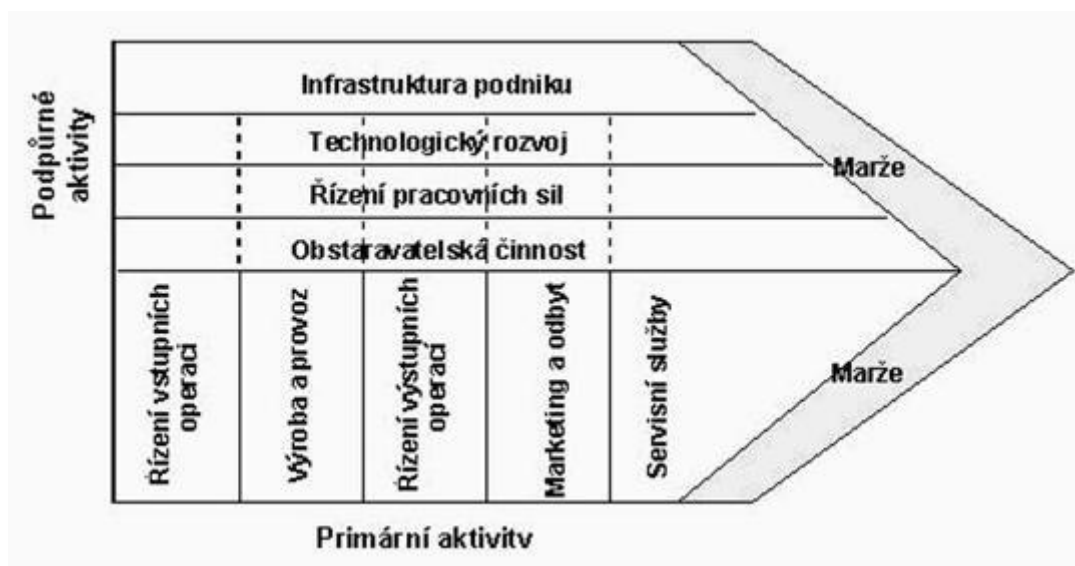 Podpůrné
aktivity
Infrastruktura podniku
Technologický rozvoj
Řízení pracovních sil
Obstaravatelská činnost
Marže
Řízení vstupních
operací
Výroba a provoz
Řízení výstupních
operací
Marketing a odbyt
Servisní služby
Marže
Primární aktivity